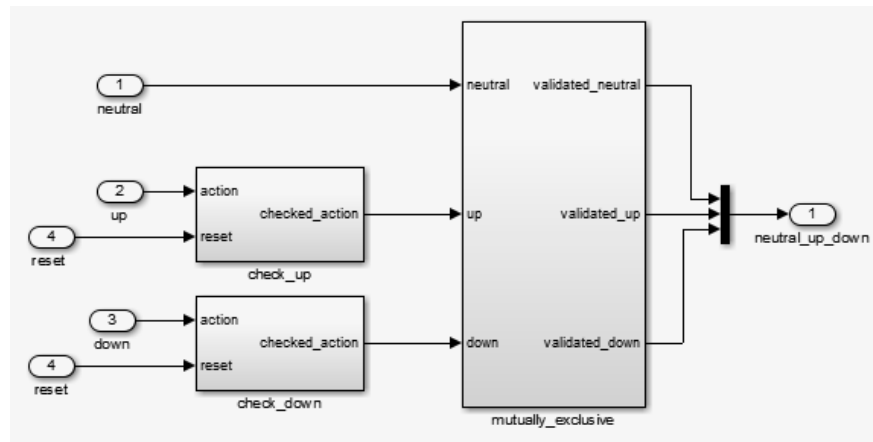 1
neutral
2
up
4
reset
action
checked_action
reset
check_up
3
down
4
reset
action
checked_action
reset
check_down
neutral
validated_neutral
up
validated_up
down
validated_down
mutually_exclusive
1
neutral_up_down